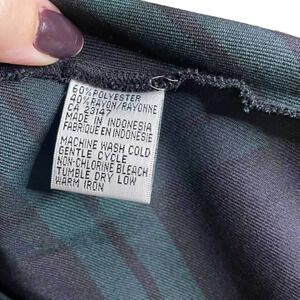 60% POLYESTER
40% RAYON/RAYONNE
CA 23147
MADE IN INDONESIA
FABRIQUE EN INDONESIE
MACHINE WASH COLD
GENTLE CYCLE
NON-CHLORINE BLEACH
TUMBLE DRY LOW
WARM IRON